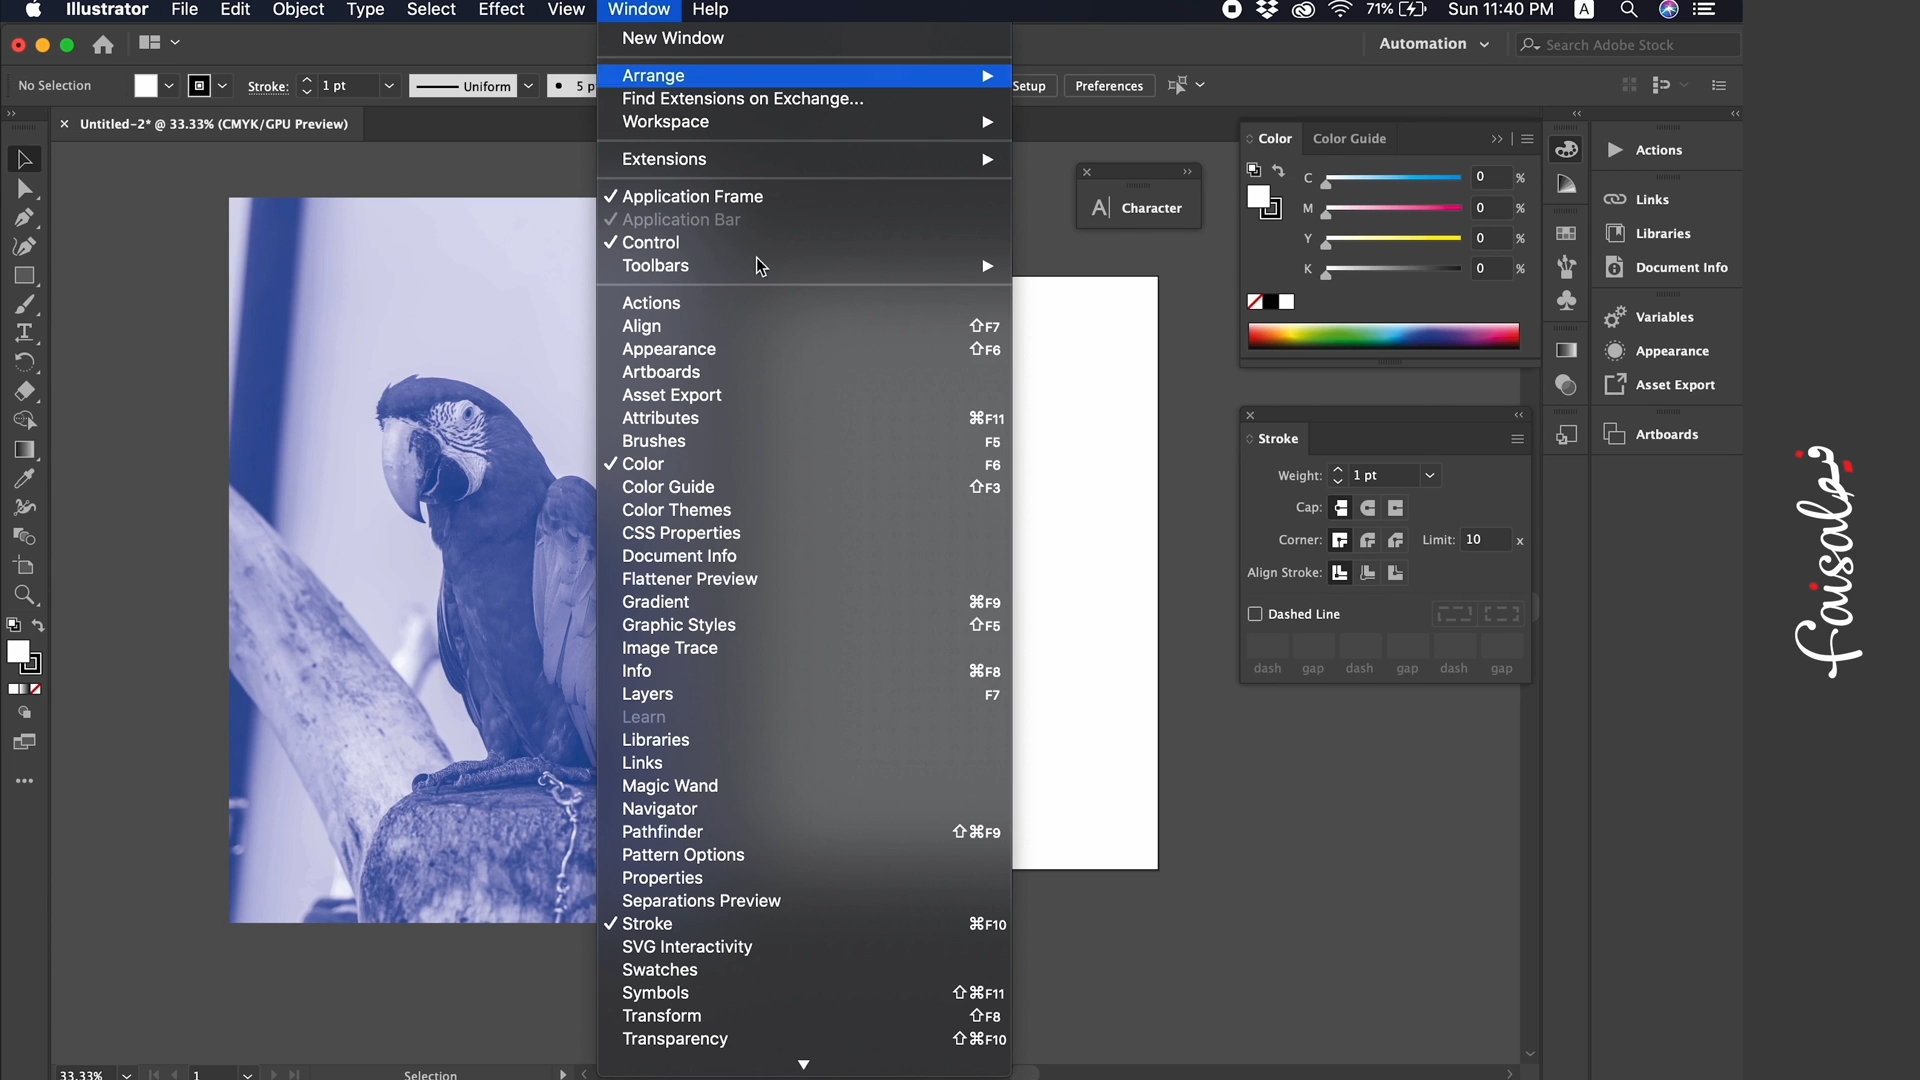 Illustrator File Edit Object Type Select Effect View Window Help 71% Sun 11:40 PM A
Automation Search Adobe Stock
No Selection Stroke: 1 pt Uniform 5 p Setup Preferences
× Untitled-2* @ 33.33% (CMYK/GPU Preview)
New Window
Arrange
Find Extensions on Exchange...
Workspace
Extensions
✓ Application Frame
✓ Application Bar
✓ Control
Toolbars
Actions
Align ⇧F7
Appearance ⇧F6
Artboards
Asset Export
Attributes ⌘F11
Brushes F5
✓ Color F6
Color Guide ⇧F3
Color Themes
CSS Properties
Document Info
Flattener Preview
Gradient ⌘F9
Graphic Styles ⇧F5
Image Trace
Info ⌘F8
Layers F7
Learn
Libraries
Links
Magic Wand
Navigator
Pathfinder ⇧⌘F9
Pattern Options
Properties
Separations Preview
✓ Stroke ⌘F10
SVG Interactivity
Swatches
Symbols ⇧⌘F11
Transform ⇧F8
Transparency ⇧⌘F10
A Character
Color Color Guide
C 0 %
M 0 %
Y 0 %
K 0 %
Stroke
Weight: 1 pt
Cap:
Corner: Limit: 10 x
Align Stroke:
Dashed Line
dash gap dash gap dash gap
Actions
Links
Libraries
Document Info
Variables
Appearance
Asset Export
Artboards
33.33% 1 Selection
faisalpi